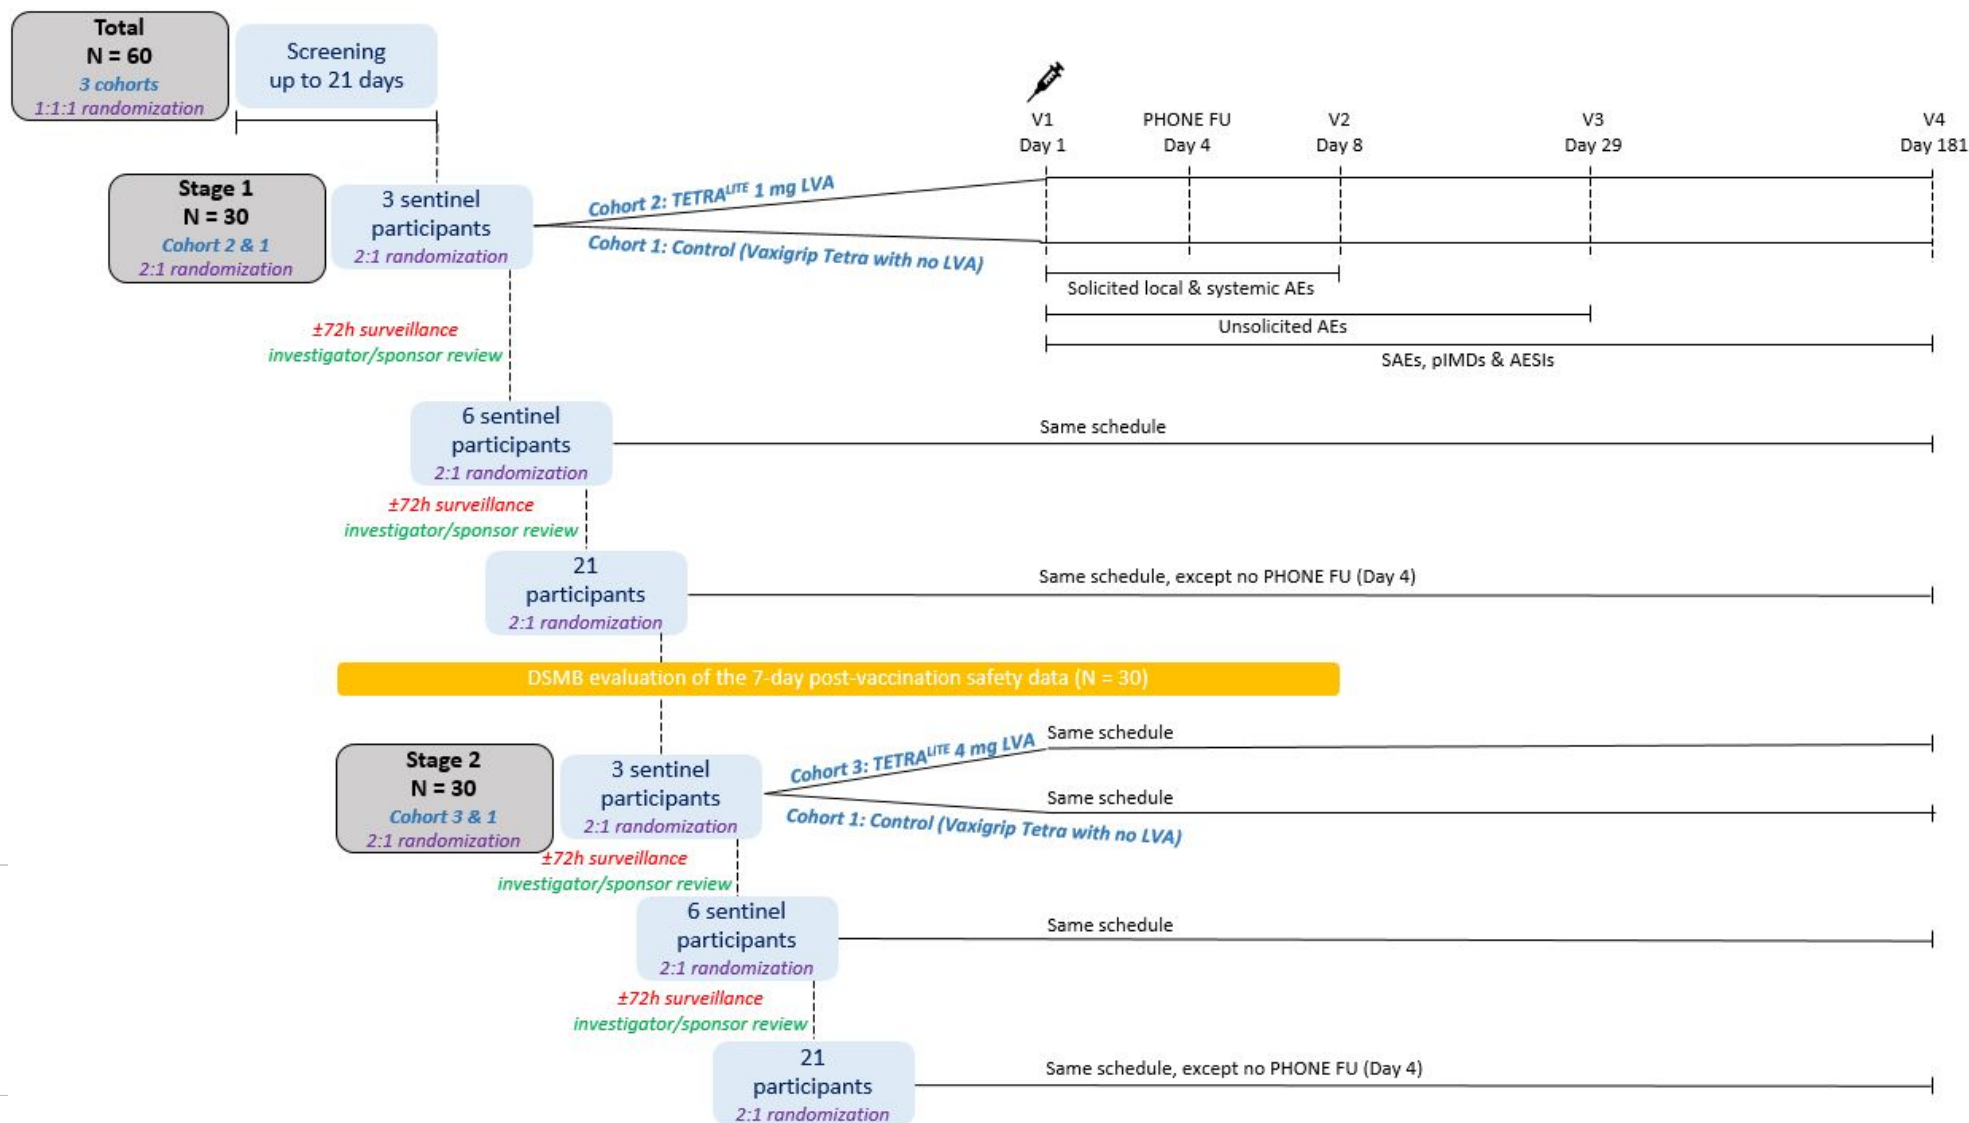 Total
N = 60
3 cohorts
1:1:1 randomization
Screening
up to 21 days
V1
Day 1
PHONE FU
Day 4
V2
Day 8
V3
Day 29
V4
Day 181
Stage 1
N = 30
Cohort 2 & 1
2:1 randomization
3 sentinel
participants
2:1 randomization
Cohort 2: TETRALITE 1 mg LVA
Cohort 1: Control (Vaxigrip Tetra with no LVA)
Solicited local & systemic AEs
Unsolicited AEs
SAEs, pIMDs & AESIs
±72h surveillance
investigator/sponsor review
6 sentinel
participants
2:1 randomization
Same schedule
±72h surveillance
investigator/sponsor review
21
participants
2:1 randomization
Same schedule, except no PHONE FU (Day 4)
DSMB evaluation of the 7-day post-vaccination safety data (N = 30)
Stage 2
N = 30
Cohort 3 & 1
2:1 randomization
3 sentinel
participants
2:1 randomization
Cohort 3: TETRALITE 4 mg LVA
Same schedule
Cohort 1: Control (Vaxigrip Tetra with no LVA)
Same schedule
±72h surveillance
investigator/sponsor review
6 sentinel
participants
2:1 randomization
Same schedule
±72h surveillance
investigator/sponsor review
21
participants
2:1 randomization
Same schedule, except no PHONE FU (Day 4)